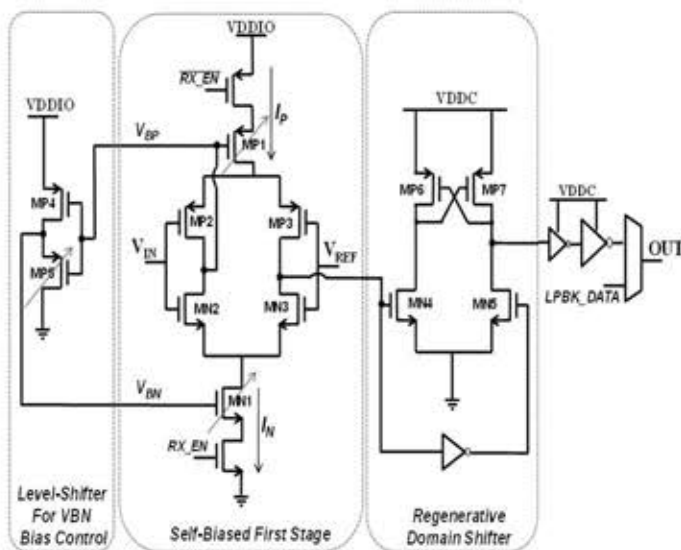 VDDIO
RX_EN
I_P
VDDIO
V_BP
MP1
MP4
MP5
MP2
MP3
V_IN
V_REF
MN2
MN3
V_BN
MN1
I_N
RX_EN
VDDC
MP6
MP7
VDDC
OUT
LPBK_DATA
MN4
MN5
Level-Shifter
For VBN
Bias Control
Self-Biased First Stage
Regenerative
Domain Shifter